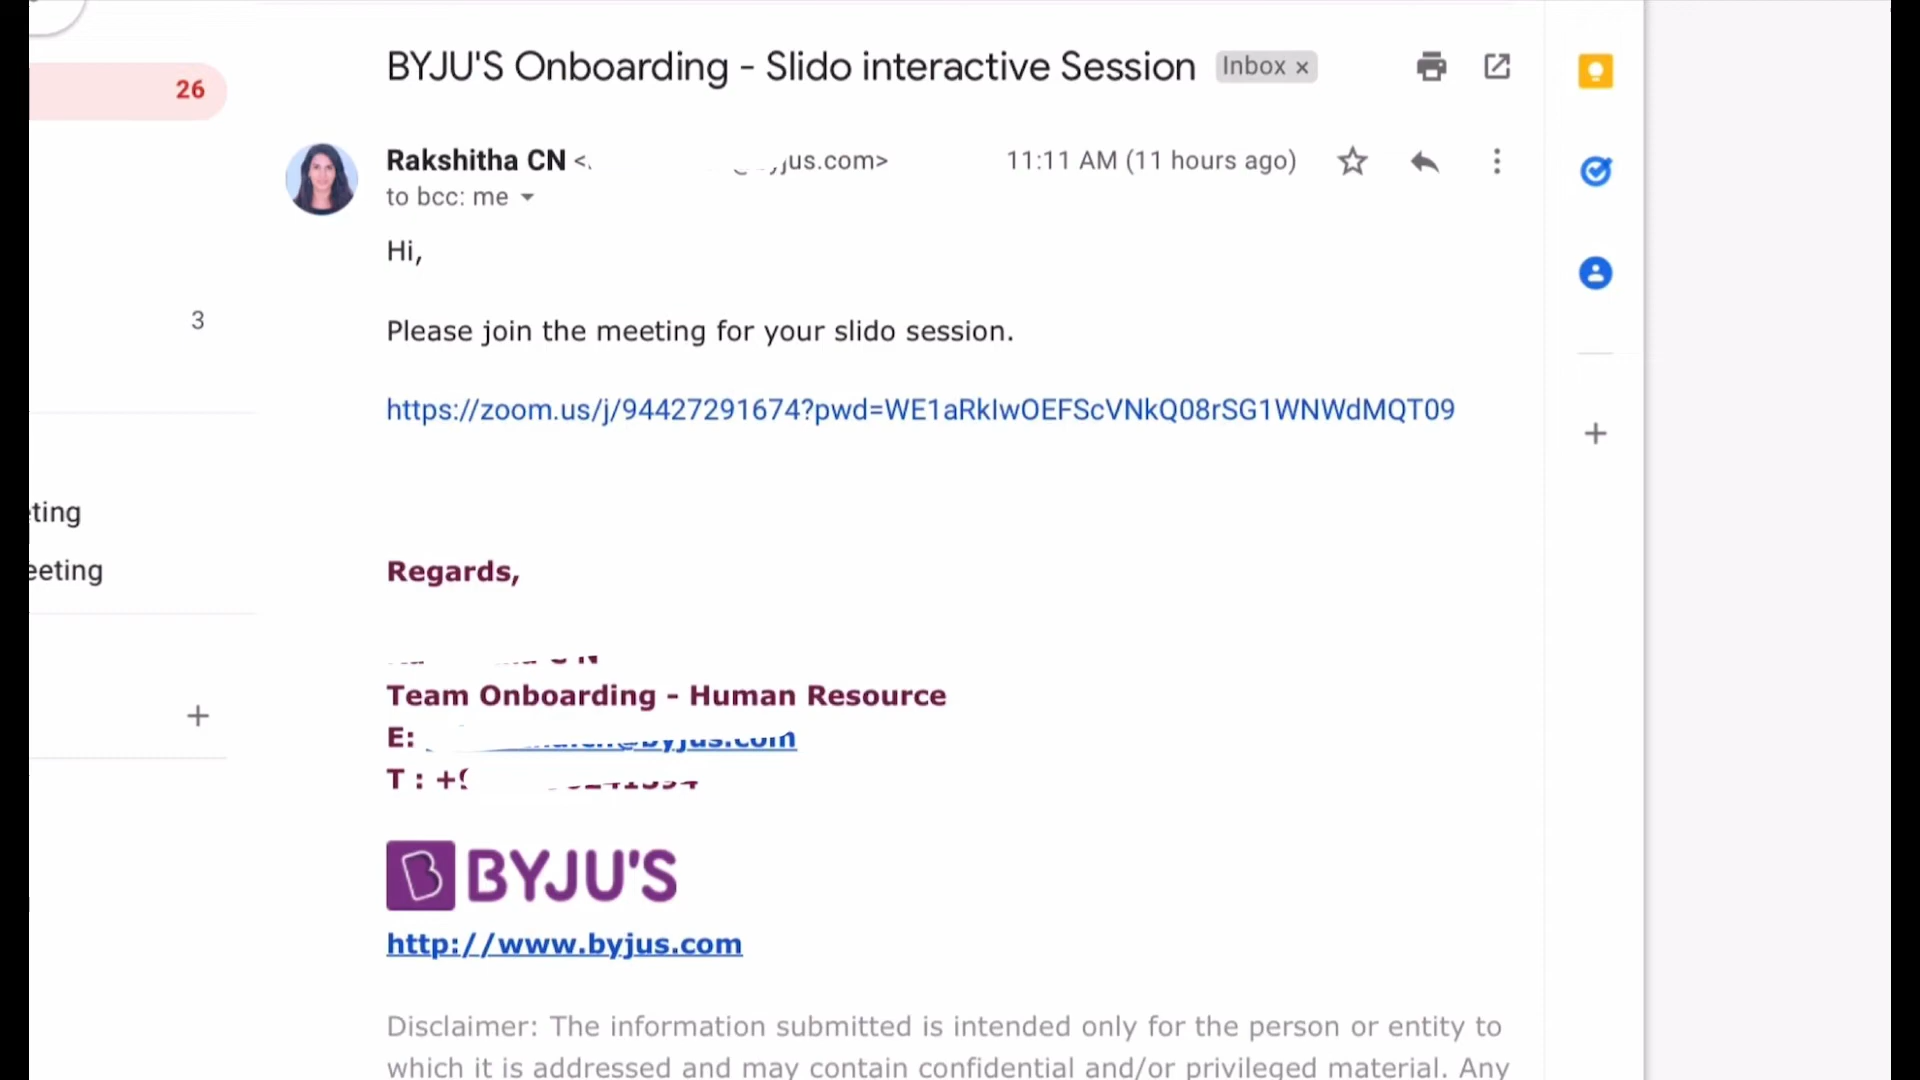 BYJU'S Onboarding - Slido interactive Session Inbox ×
26
Rakshitha CN <. jus.com> 11:11 AM (11 hours ago)
to bcc: me
Hi,
3
Please join the meeting for your slido session.
https://zoom.us/j/94427291674?pwd=WE1aRklwOEFScVNkQ08rSG1WNWdMQT09
eting
eeting
Regards,
Team Onboarding - Human Resource
E:
T : +
BYJU'S
http://www.byjus.com
Disclaimer: The information submitted is intended only for the person or entity to
which it is addressed and may contain confidential and/or privileged material. Any